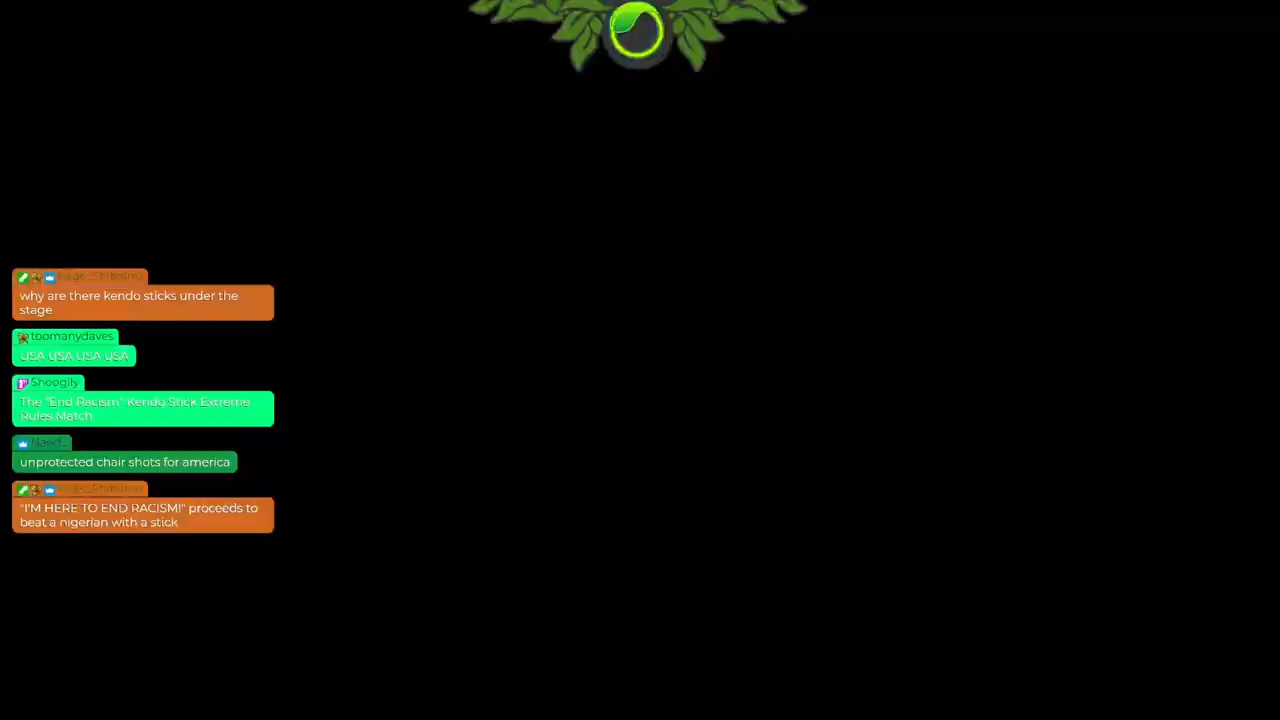 why are there kendo sticks under the
stage
toomanydaves
USA USA USA USA
Shoogily
The "End Racism" Kendo Stick Extreme
Rules Match
unprotected chair shots for america
"I'M HERE TO END RACISM!" proceeds to
beat a nigerian with a stick